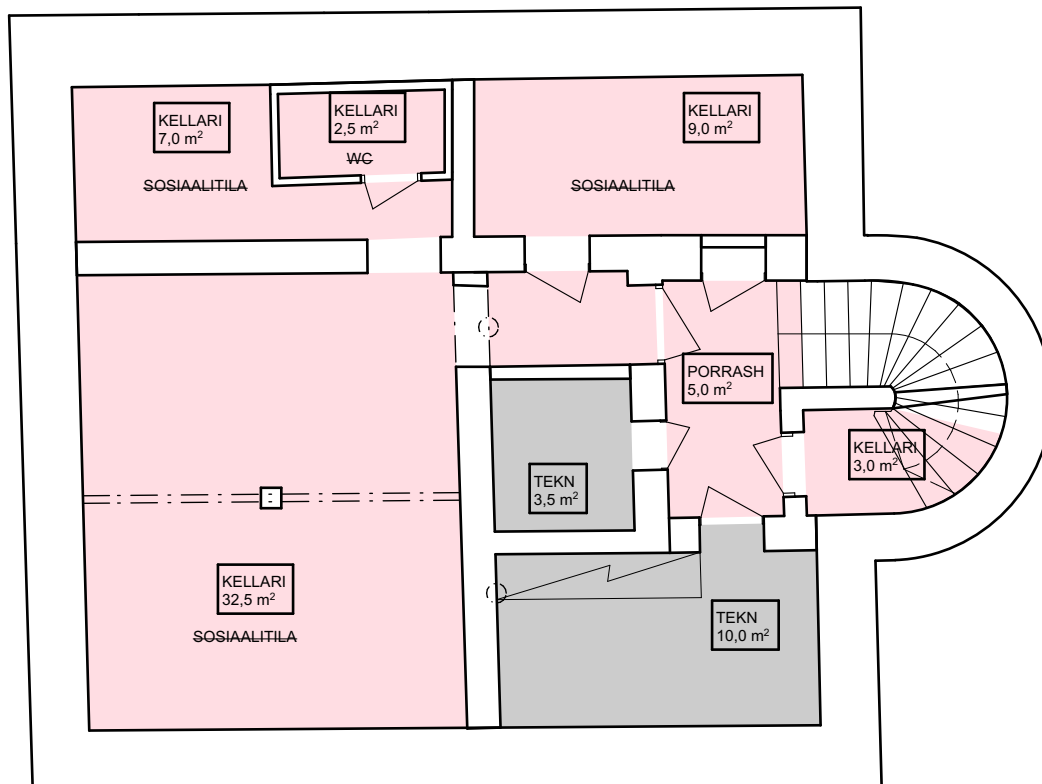 KELLARI
7,0 m²
SOSIAALITILA
KELLARI
2,5 m²
WC
KELLARI
9,0 m²
SOSIAALITILA
PORRASH
5,0 m²
KELLARI
3,0 m²
TEKN
3,5 m²
KELLARI
32,5 m²
SOSIAALITILA
TEKN
10,0 m²